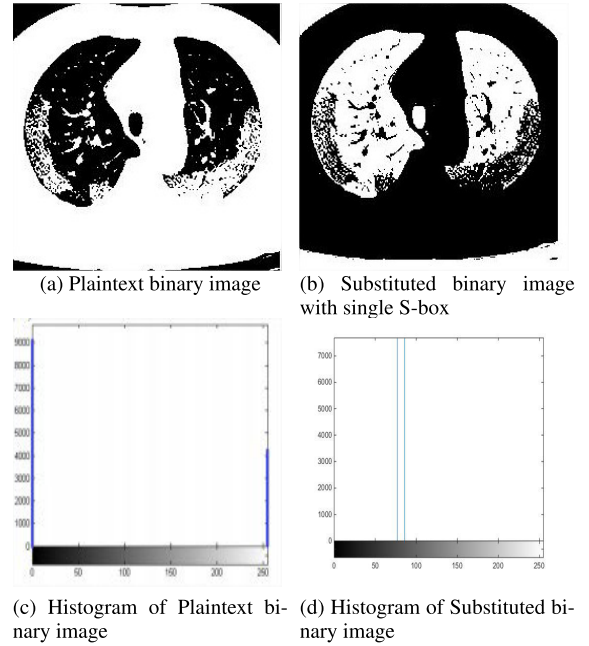 (a) Plaintext binary image
(b) Substituted binary image
with single S-box
9000
8000
7000
6000
5000
4000
3000
2000
1000
0
0 50 100 150 200 250
7000
6000
5000
4000
3000
2000
1000
0
0 50 100 150 200 250
(c) Histogram of Plaintext bi-
nary image
(d) Histogram of Substituted bi-
nary image